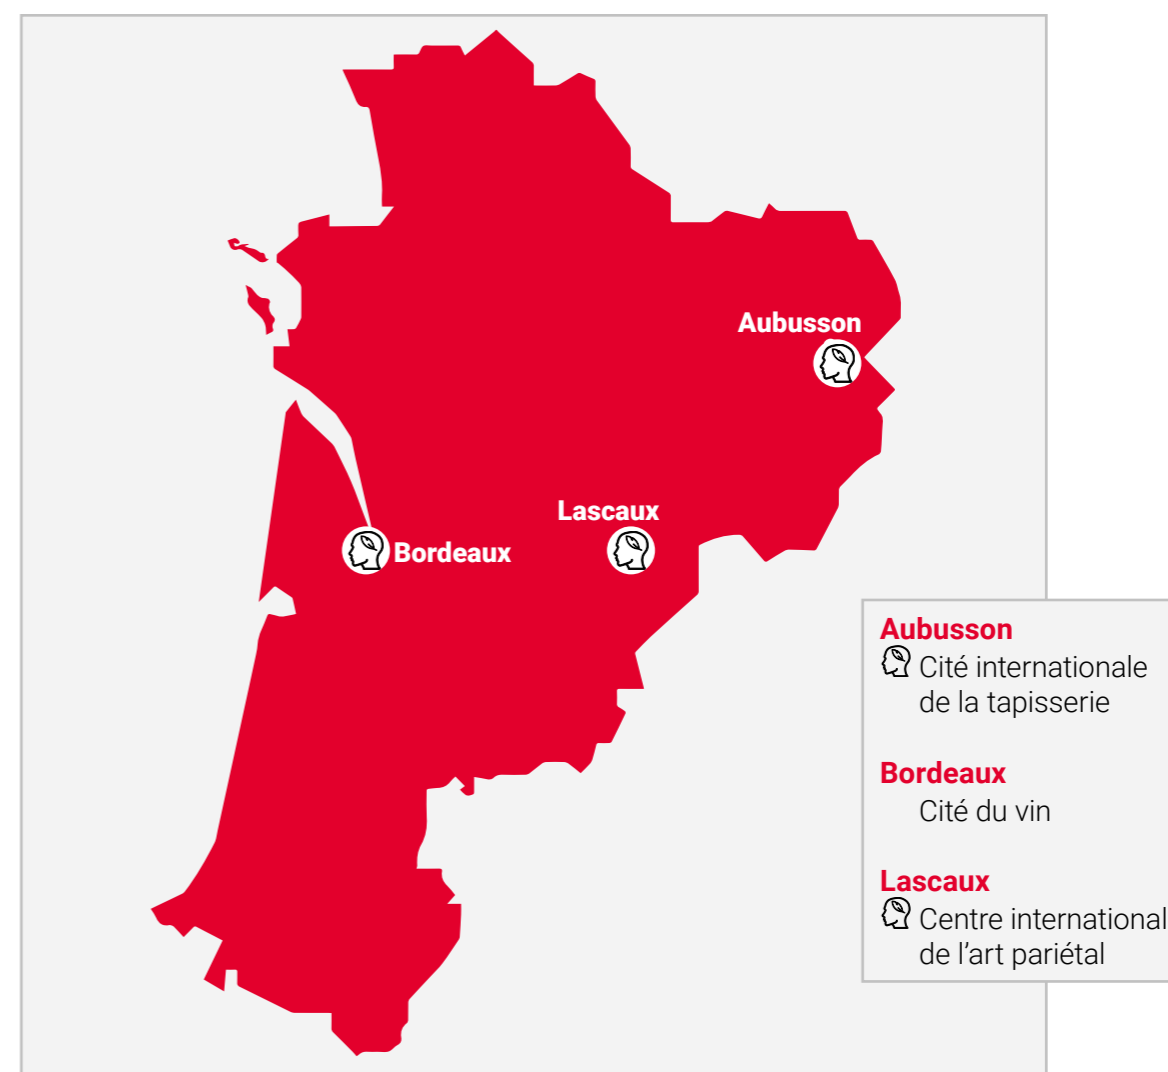 Aubusson
Lascaux
Bordeaux
Aubusson
Cité internationale
de la tapisserie
Bordeaux
Cité du vin
Lascaux
Centre international
de l’art pariétal